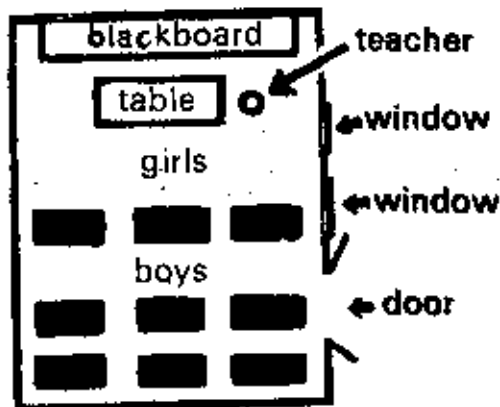 blackboard
teacher
table
window
girls
window
boys
door